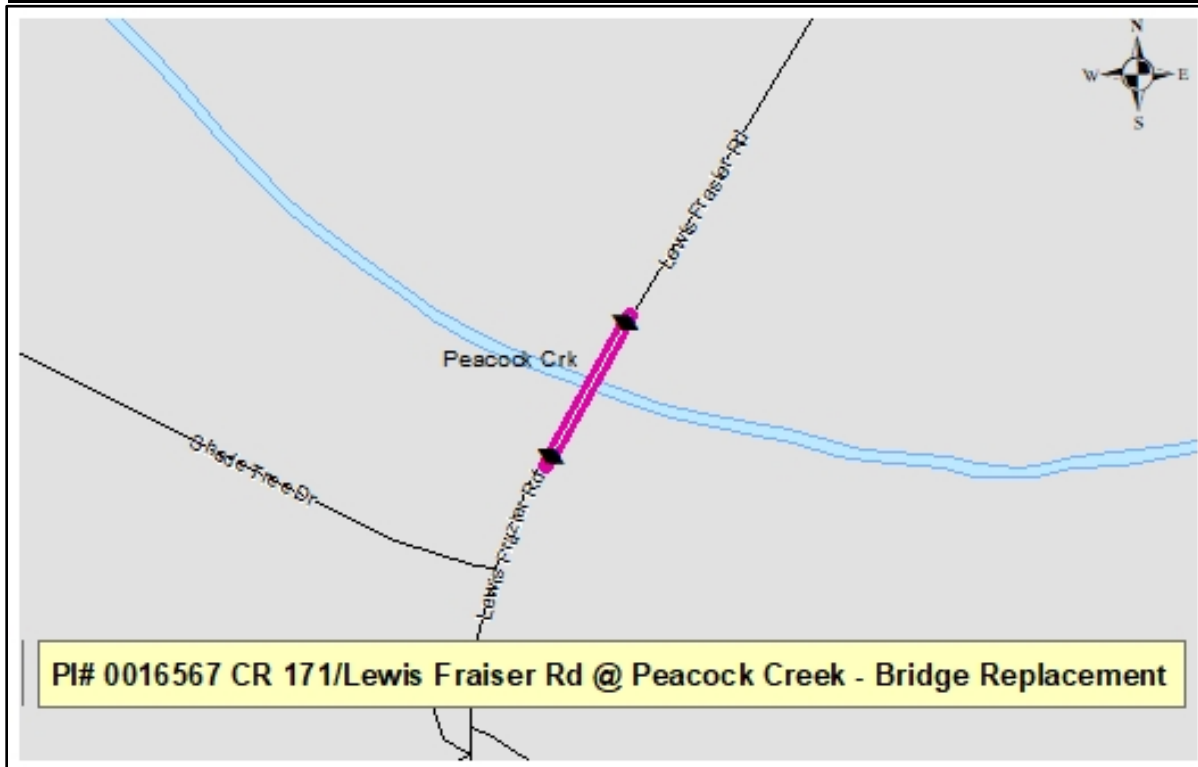 N
W E
S
Lewis Frasier Rd
Peacock Crk
Shade Tree Dr
Lewis Frazier Rd
PI# 0016567 CR 171/Lewis Fraiser Rd @ Peacock Creek - Bridge Replacement